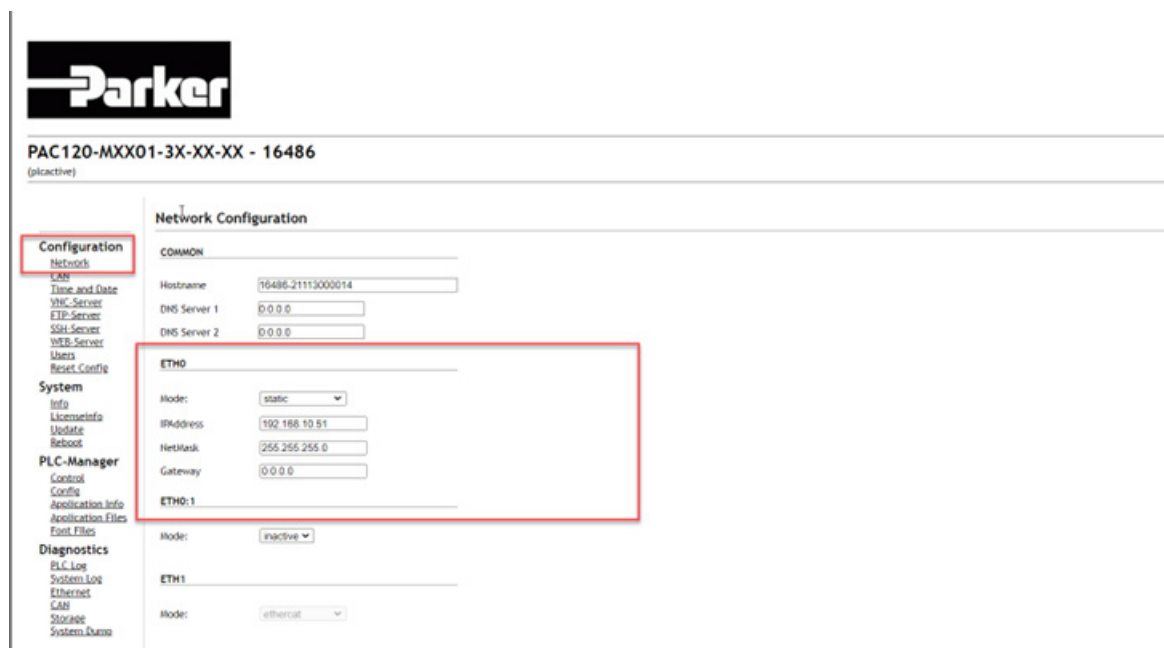 Parker
PAC120-MXX01-3X-XX-XX - 16486
(plcactive)
Configuration
Network
CAN
Time and Date
VNC-Server
FTP-Server
SSH-Server
WEB-Server
Users
Reset Config
System
Info
Licenseinfo
Update
Reboot
PLC-Manager
Control
Config
Application Info
Application Files
Font Files
Diagnostics
PLC Log
System Log
Ethernet
CAN
Storage
System Dump
Network Configuration
COMMON
Hostname 16486-21113000014
DNS Server 1 0.0.0.0
DNS Server 2 0.0.0.0
ETH0
Mode: static
IPAddress 192.168.10.51
NetMask 255.255.255.0
Gateway 0.0.0.0
ETH0:1
Mode: inactive
ETH1
Mode: ethercat